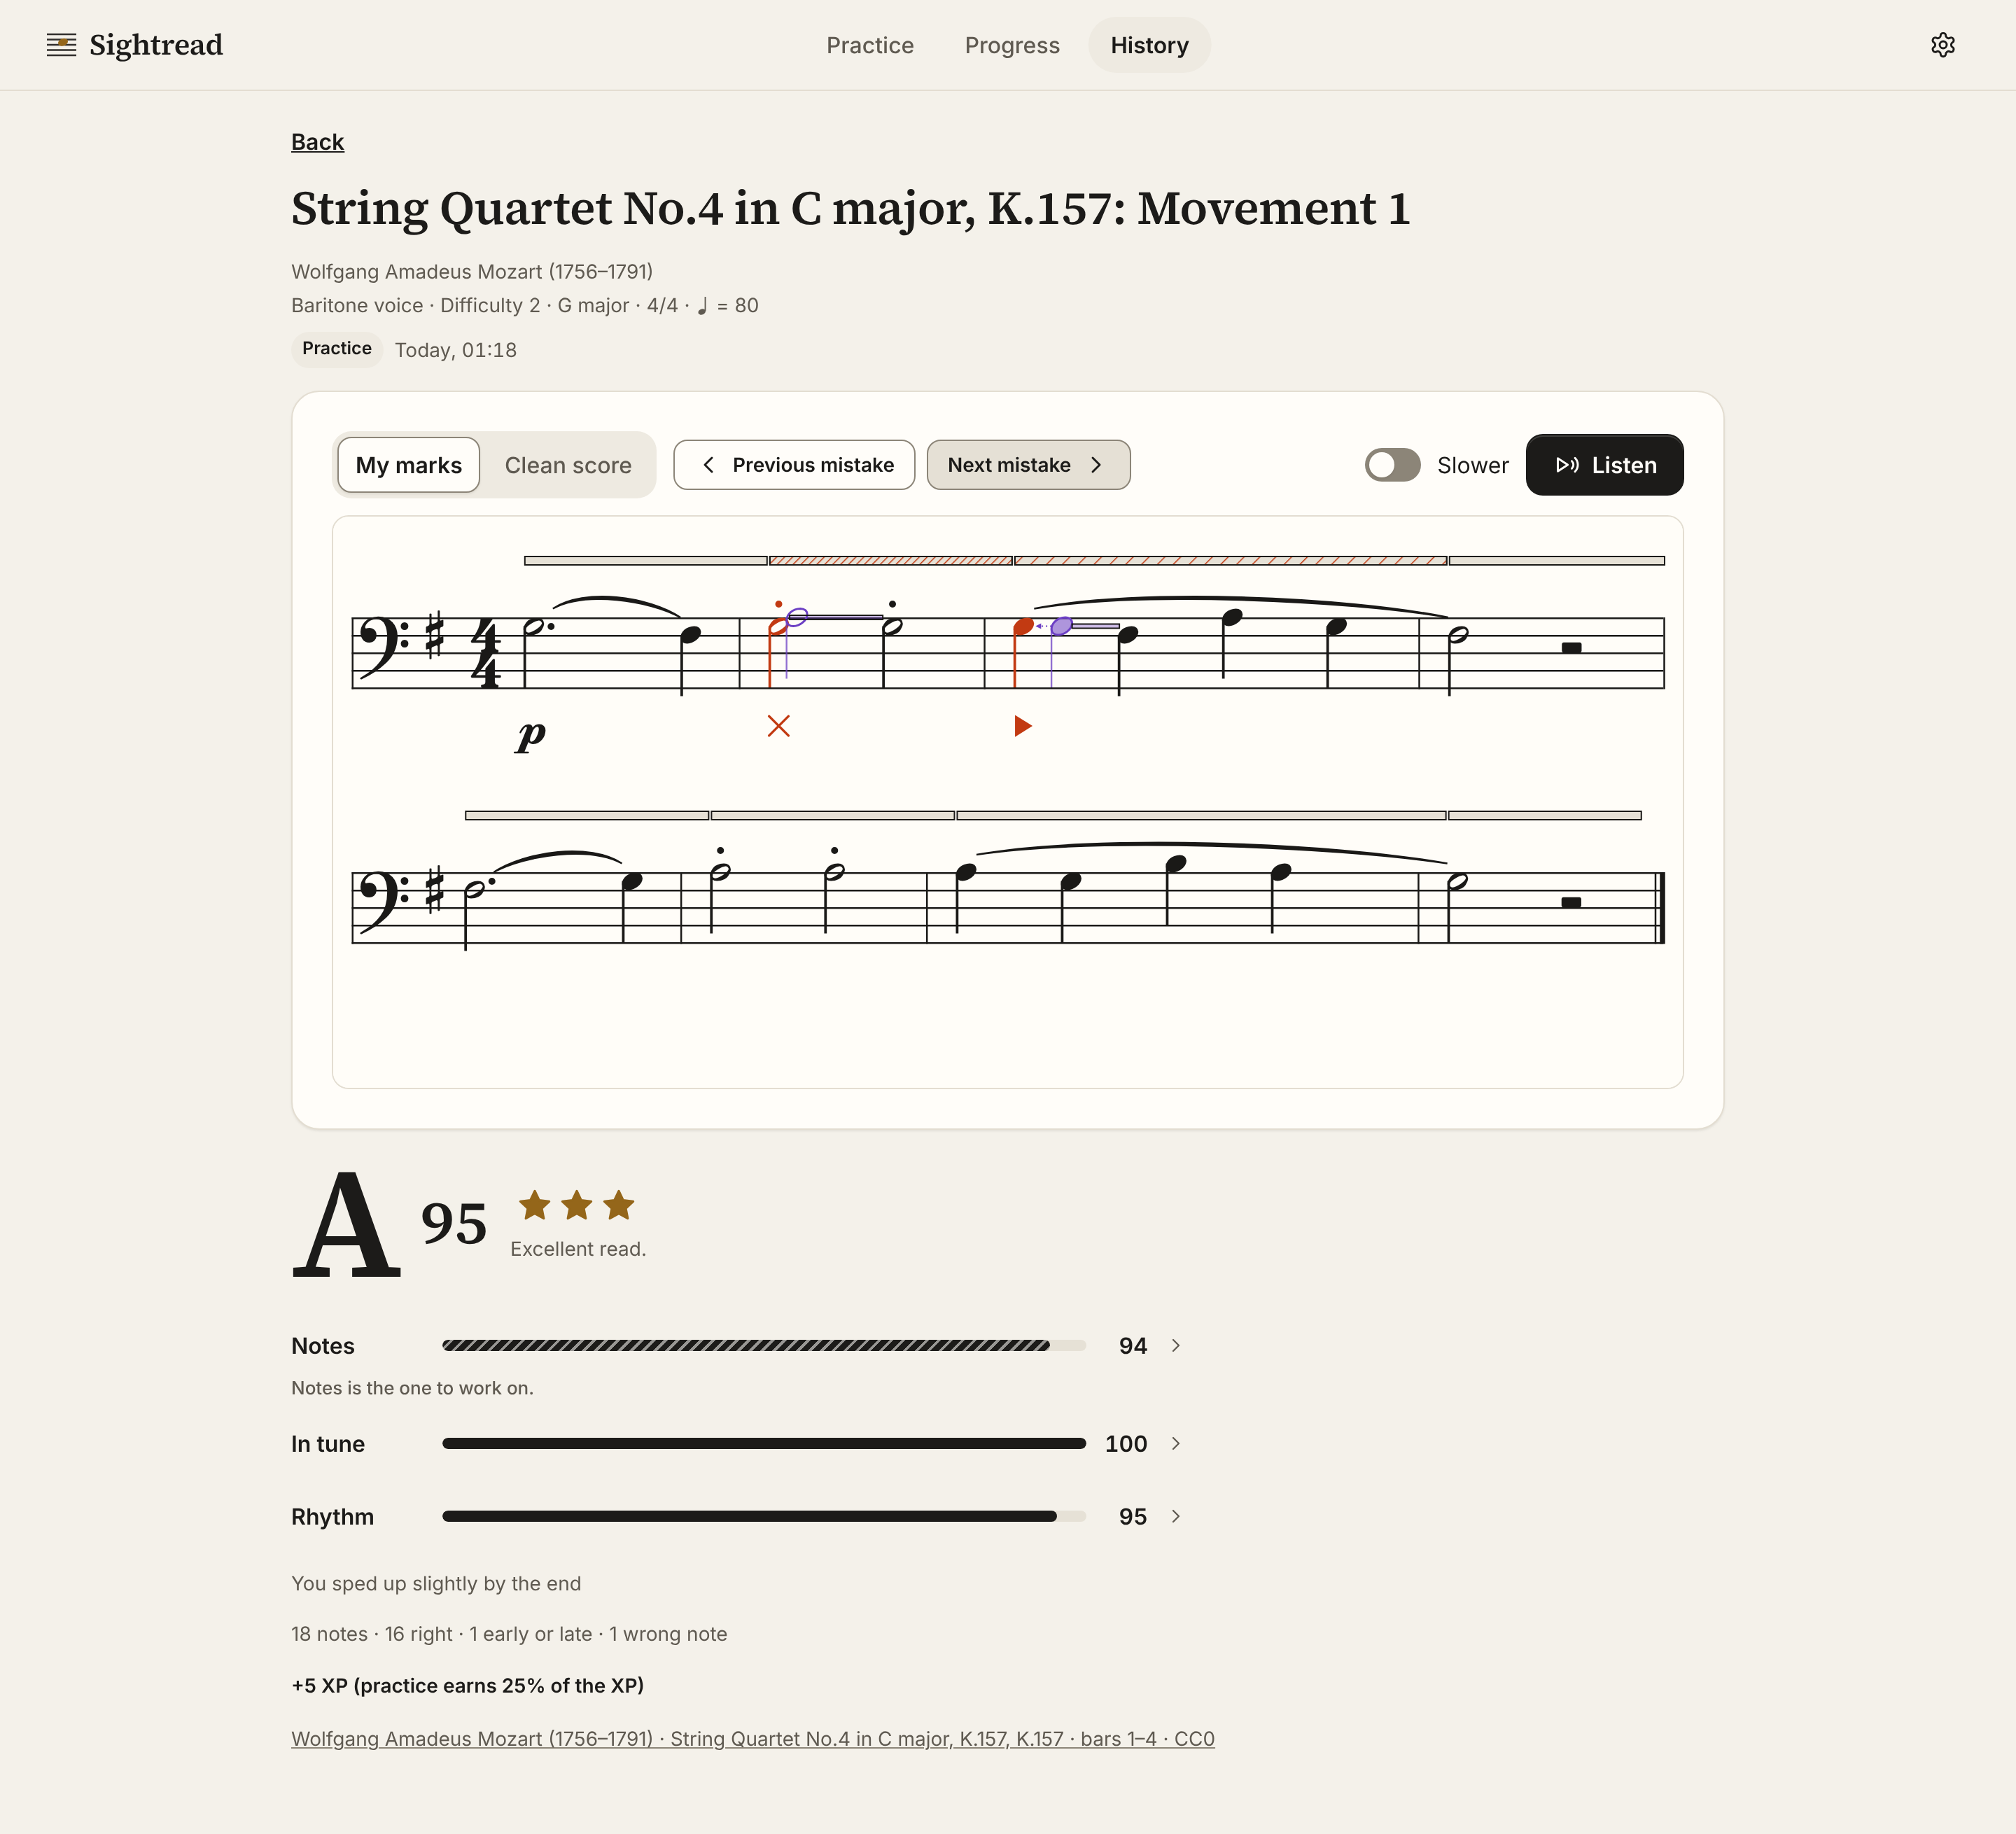 Sightread
Practice
Progress
History
Back
String Quartet No.4 in C major, K.157: Movement 1
Wolfgang Amadeus Mozart (1756–1791)
Baritone voice · Difficulty 2 · G major · 4/4 · ♩ = 80
Practice Today, 01:18
My marks Clean score Previous mistake Next mistake Slower Listen
4
4
p
A 95
Excellent read.
Notes 94
Notes is the one to work on.
In tune 100
Rhythm 95
You sped up slightly by the end
18 notes · 16 right · 1 early or late · 1 wrong note
+5 XP (practice earns 25% of the XP)
Wolfgang Amadeus Mozart (1756–1791) · String Quartet No.4 in C major, K.157, K.157 · bars 1–4 · CC0